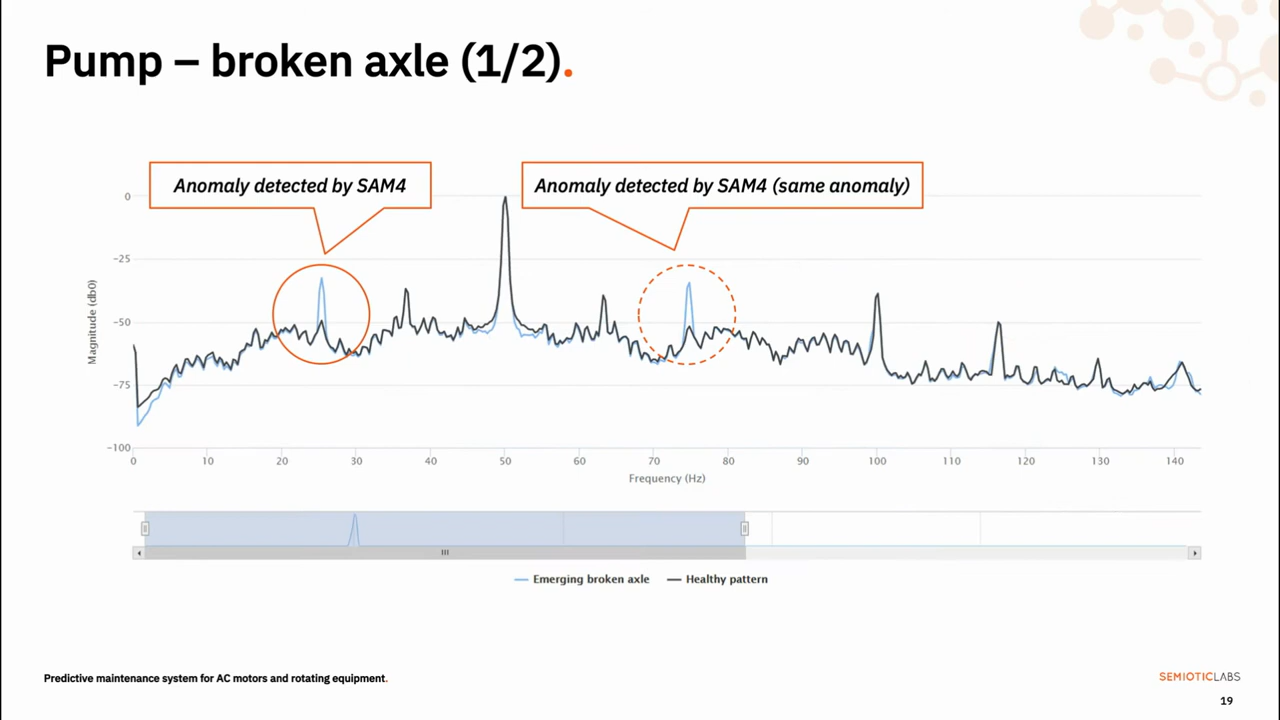 Pump – broken axle (1/2).
Anomaly detected by SAM4
Anomaly detected by SAM4 (same anomaly)
0
−25
−50
−75
−100
Magnitude (db0)
0 10 20 30 40 50 60 70 80 90 100 110 120 130 140
Frequency (Hz)
Emerging broken axle Healthy pattern
Predictive maintenance system for AC motors and rotating equipment.
SEMIOTICLABS
19